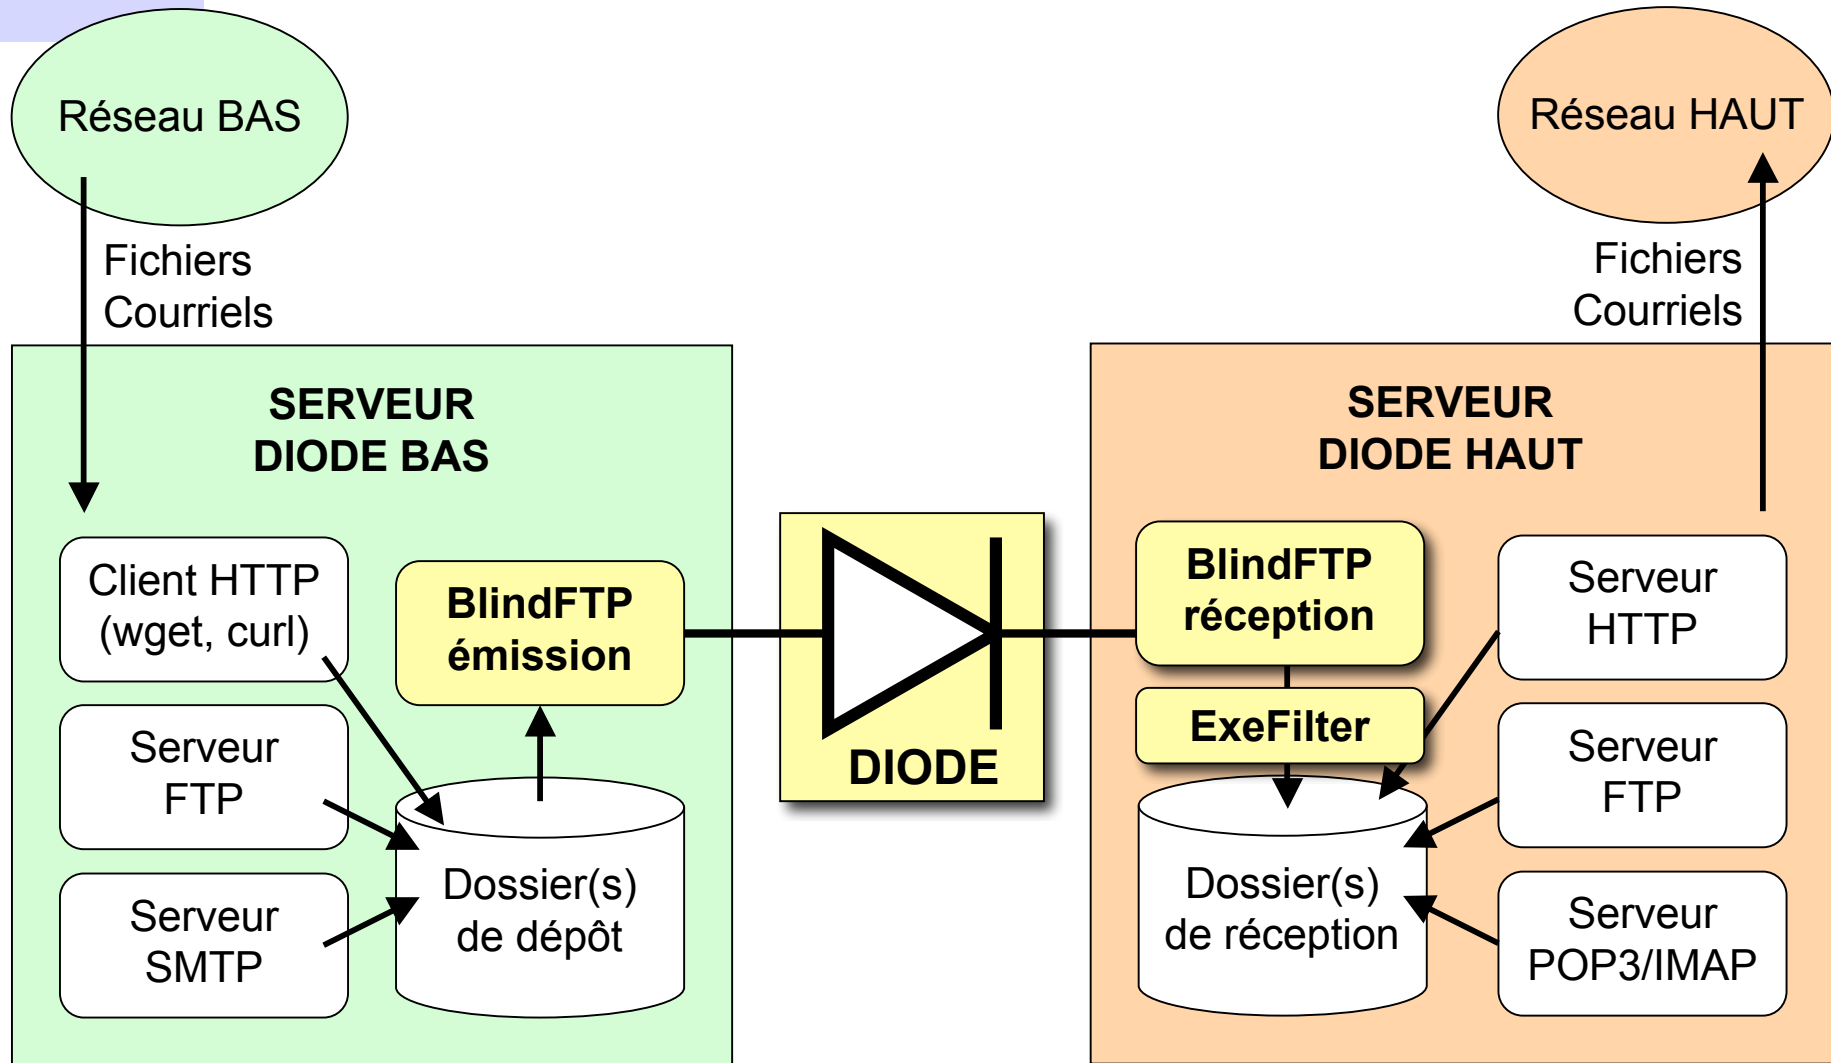 Réseau BAS
Réseau HAUT
Fichiers
Courriels
Fichiers
Courriels
SERVEUR
DIODE BAS
Client HTTP
(wget, curl)
Serveur
FTP
Serveur
SMTP
BlindFTP
émission
Dossier(s)
de dépôt
DIODE
SERVEUR
DIODE HAUT
BlindFTP
réception
ExeFilter
Dossier(s)
de réception
Serveur
HTTP
Serveur
FTP
Serveur
POP3/IMAP